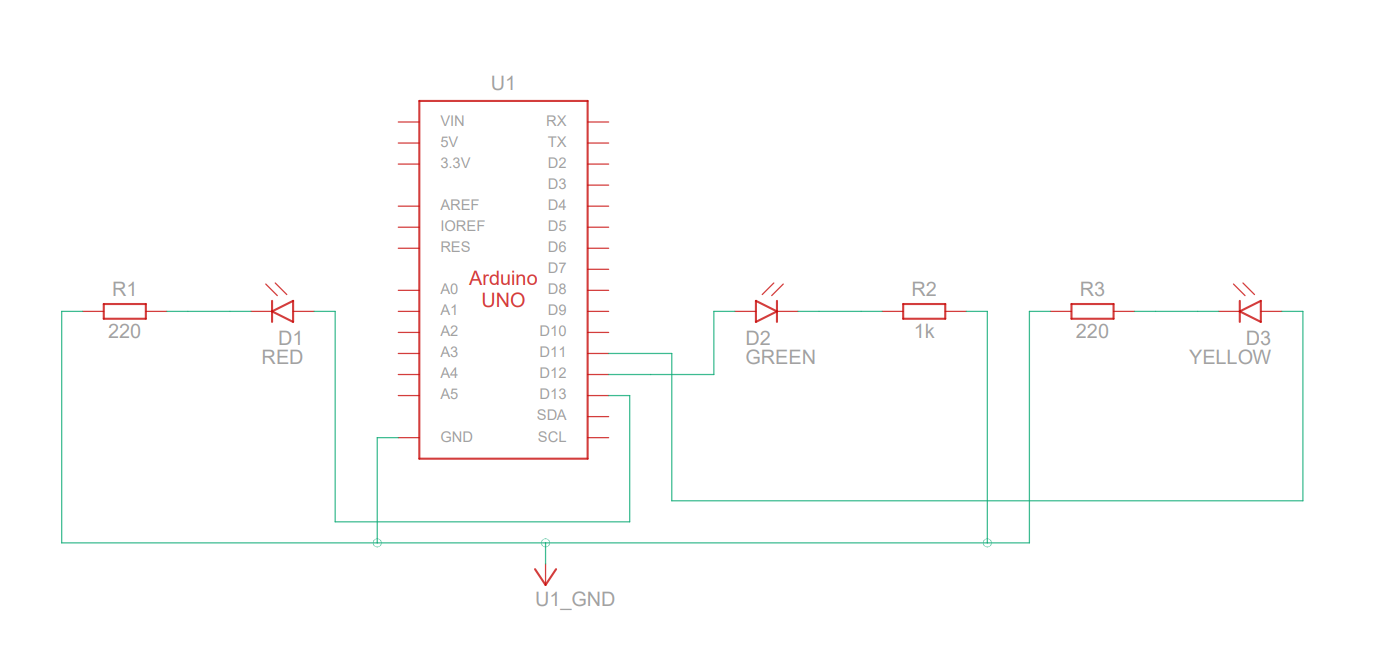 U1
VIN RX
5V TX
3.3V D2
D3
AREF D4
IOREF D5
RES D6
D7
Arduino
UNO
A0 D8
A1 D9
A2 D10
A3 D11
A4 D12
A5 D13
SDA
GND SCL
R1
220
D1
RED
D2
GREEN
R2
1k
R3
220
D3
YELLOW
U1_GND